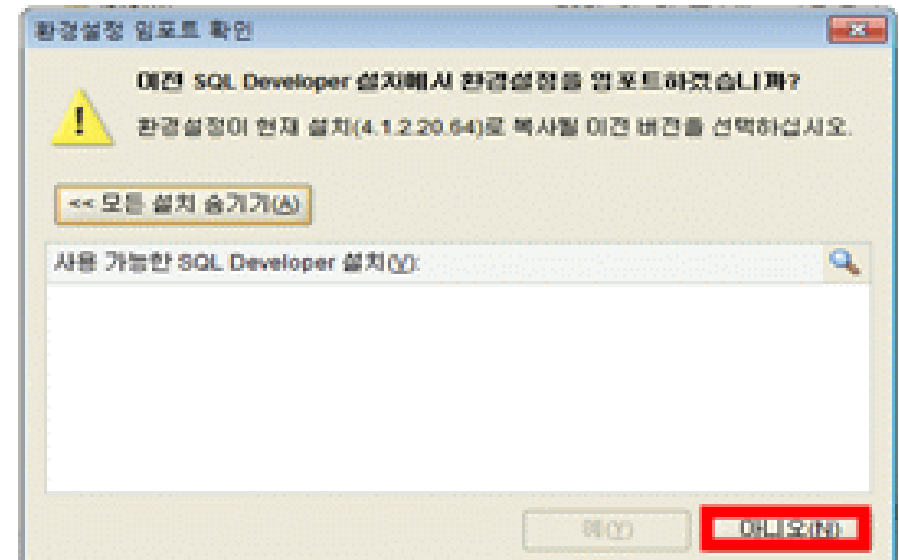 환경설정 임포트 확인
이전 SQL Developer 설치에서 환경설정을 임포트하겠습니까?
환경설정이 현재 설치(4.1.2.20.64)로 복사될 이전 버전을 선택하십시오.
<< 모든 설치 숨기기(A)
사용 가능한 SQL Developer 설치(V):
예(Y)
아니오(N)